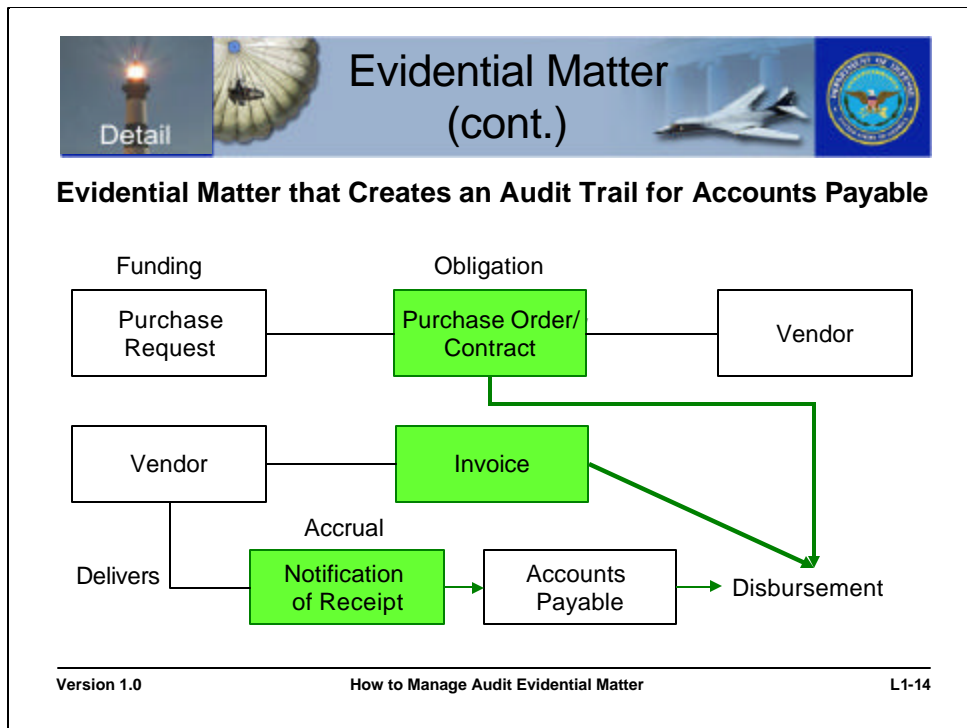 Detail
Evidential Matter
(cont.)
Evidential Matter that Creates an Audit Trail for Accounts Payable
Funding
Obligation
Purchase
Request
Purchase Order/
Contract
Vendor
Vendor
Invoice
Accrual
Delivers
Notification
of Receipt
Accounts
Payable
Disbursement
Version 1.0
How to Manage Audit Evidential Matter
L1-14